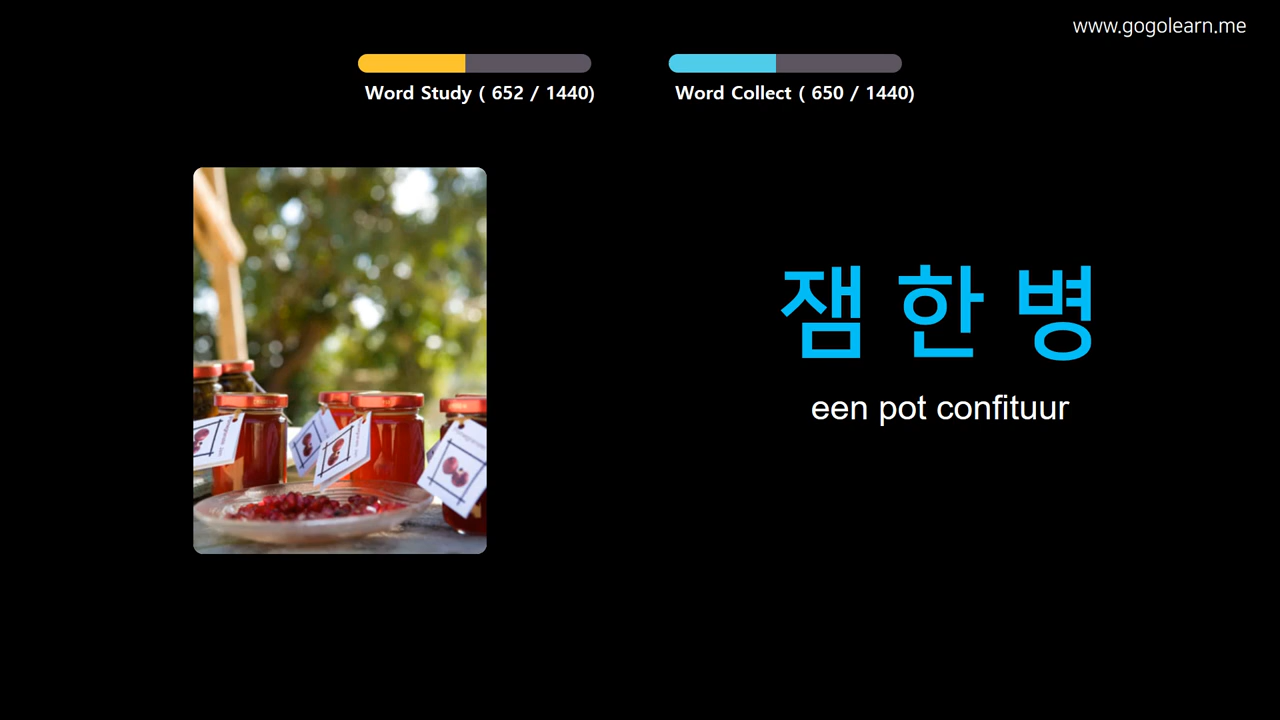 www.gogolearn.me
Word Study ( 652 / 1440)
Word Collect ( 650 / 1440)
잼 한 병
een pot confituur